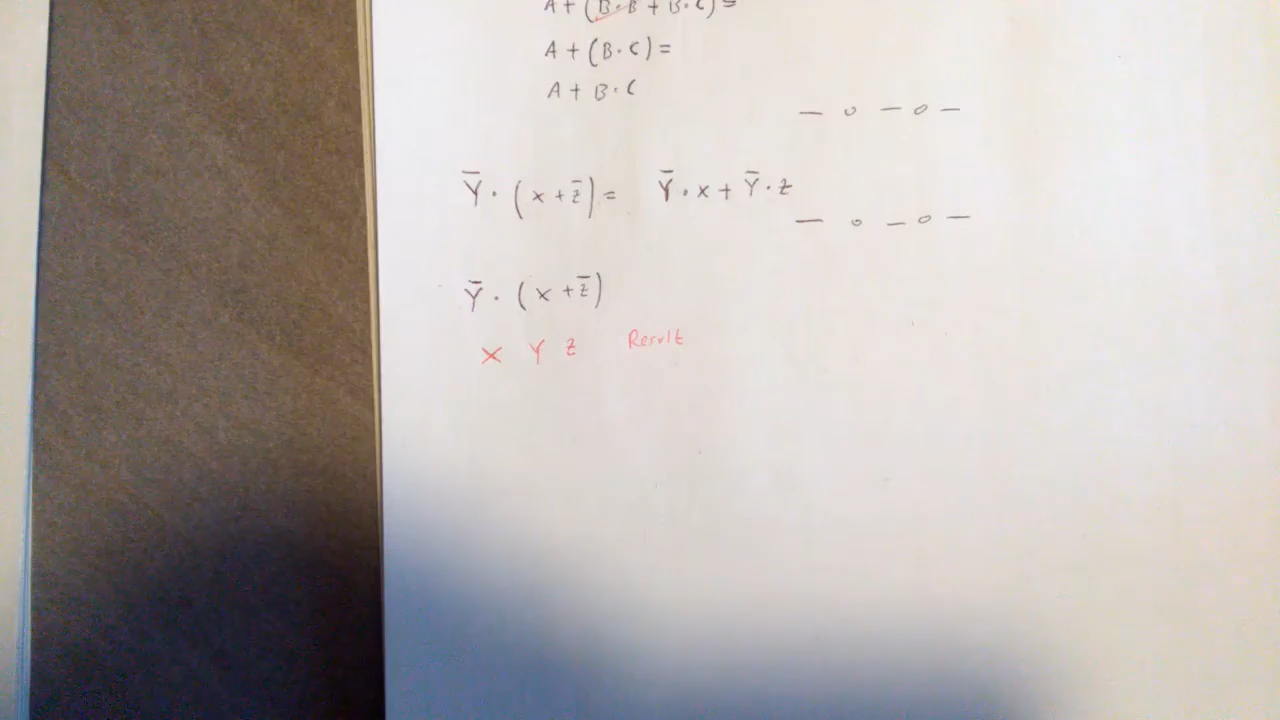 A + (B · B + B · C) =
A + (B · C) =
A + B · C
— o — o —
Y̅ · (x + z̅) = Y̅ · x + Y̅ · z
— o — o —
Y̅ · (x + z̅)
X Y Z Result